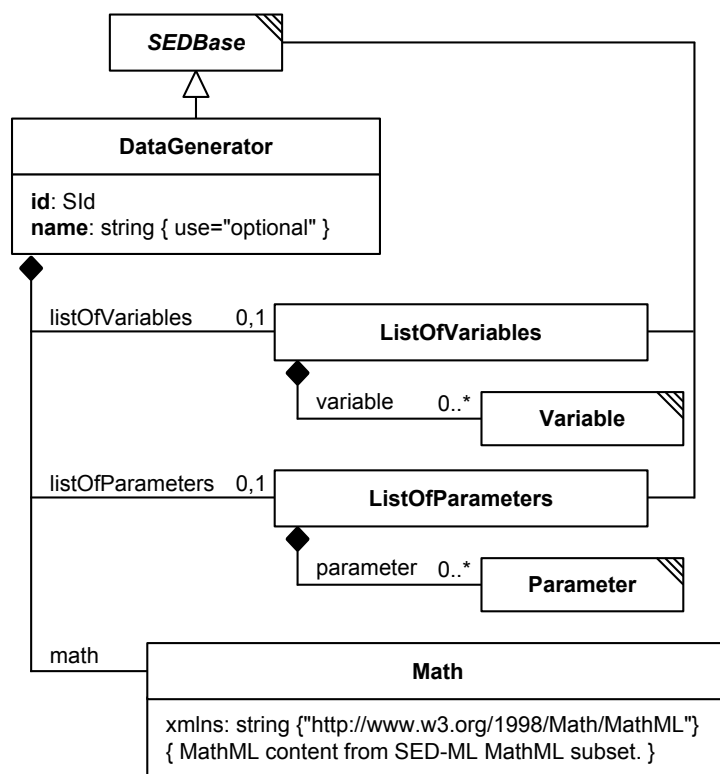 SEDBase
DataGenerator
id: SId
name: string { use="optional" }
listOfVariables 0,1
ListOfVariables
variable 0..*
Variable
listOfParameters 0,1
ListOfParameters
parameter 0..*
Parameter
math
Math
xmlns: string {"http://www.w3.org/1998/Math/MathML"}
{ MathML content from SED-ML MathML subset. }